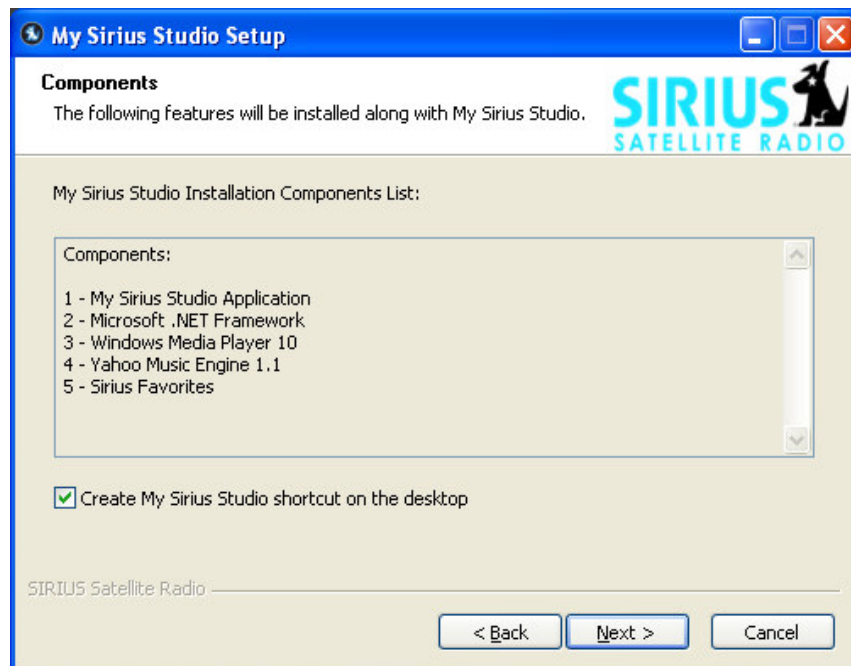 My Sirius Studio Setup
Components
The following features will be installed along with My Sirius Studio.
SIRIUS
SATELLITE RADIO
My Sirius Studio Installation Components List:
Components:
1 - My Sirius Studio Application
2 - Microsoft .NET Framework
3 - Windows Media Player 10
4 - Yahoo Music Engine 1.1
5 - Sirius Favorites
Create My Sirius Studio shortcut on the desktop
SIRIUS Satellite Radio
< Back
Next >
Cancel